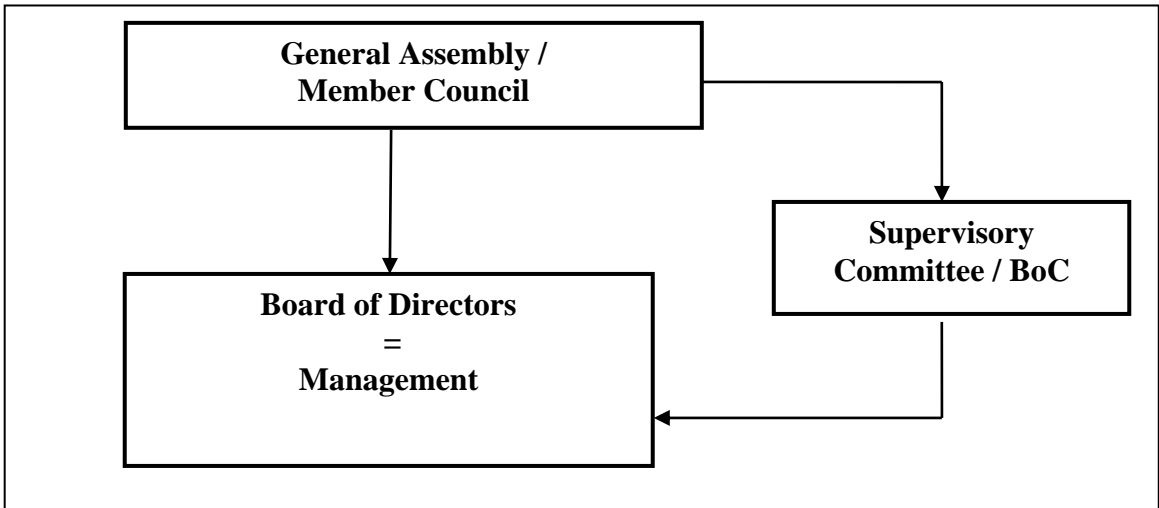 General Assembly /
Member Council
Supervisory
Committee / BoC
Board of Directors
=
Management